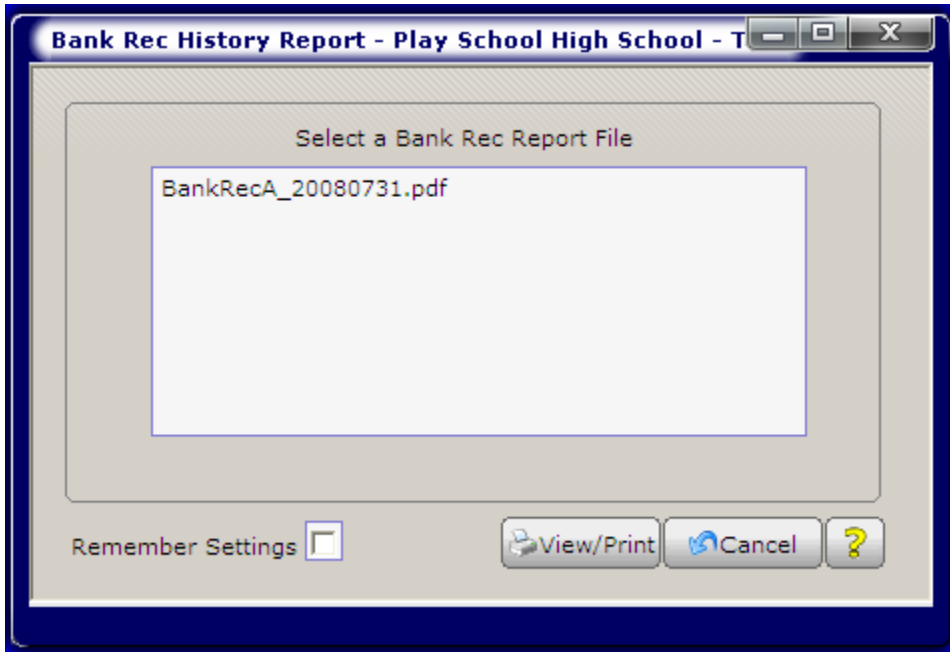 Bank Rec History Report - Play School High School - T
Select a Bank Rec Report File
BankRecA_20080731.pdf
Remember Settings
View/Print
Cancel
?